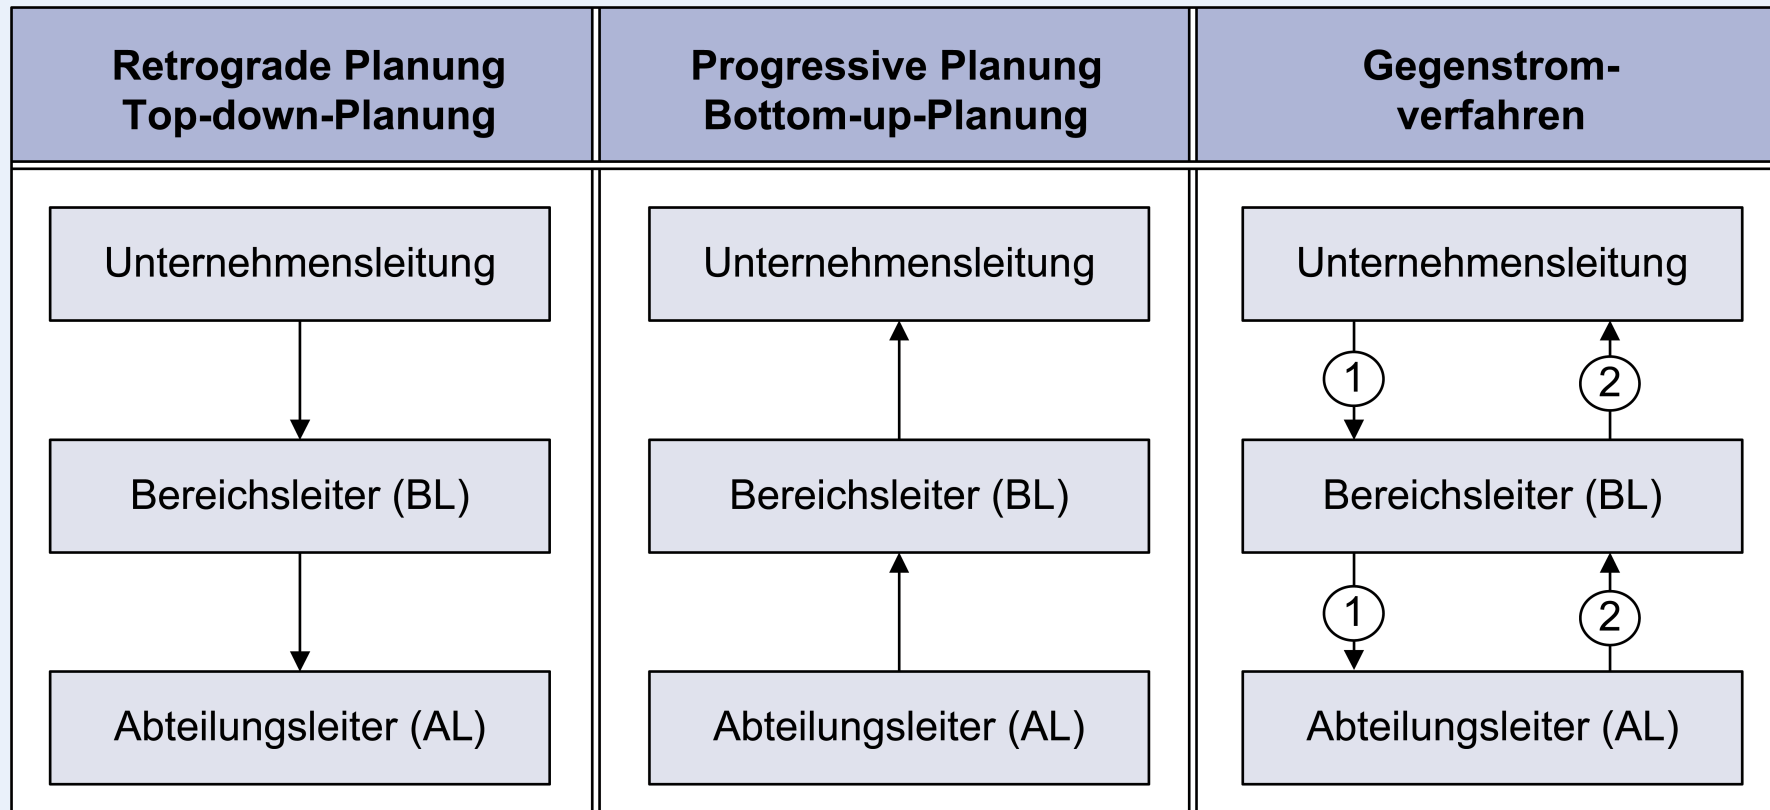 Retrograde Planung
Top-down-Planung
Progressive Planung
Bottom-up-Planung
Gegenstrom-
verfahren
Unternehmensleitung
Bereichsleiter (BL)
Abteilungsleiter (AL)
Unternehmensleitung
Bereichsleiter (BL)
Abteilungsleiter (AL)
Unternehmensleitung
1
2
Bereichsleiter (BL)
1
2
Abteilungsleiter (AL)